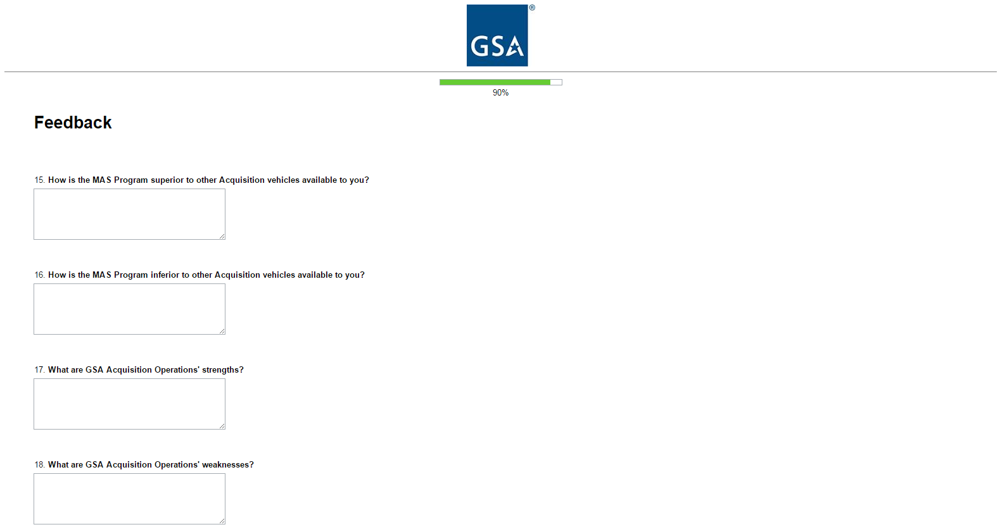 GSA ®
90%
Feedback
15. How is the MAS Program superior to other Acquisition vehicles available to you?
16. How is the MAS Program inferior to other Acquisition vehicles available to you?
17. What are GSA Acquisition Operations' strengths?
18. What are GSA Acquisition Operations' weaknesses?